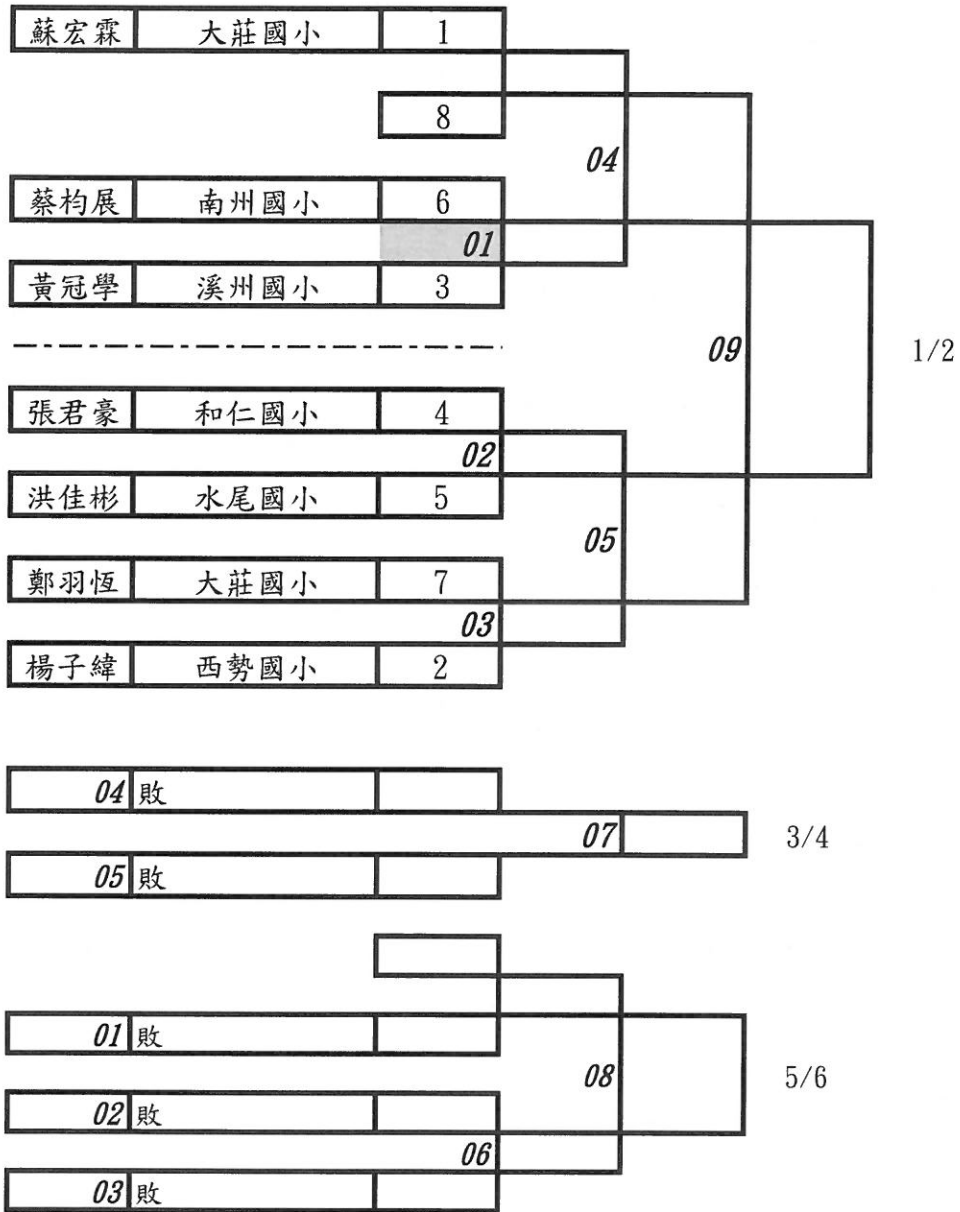 蘇宏霖 大莊國小 1
8
04
蔡枃展 南州國小 6
01
黃冠學 溪州國小 3
09 1/2
張君豪 和仁國小 4
02
洪佳彬 水尾國小 5
05
鄭羽恆 大莊國小 7
03
楊子緯 西勢國小 2
04 敗
07 3/4
05 敗
01 敗
08 5/6
02 敗
06
03 敗